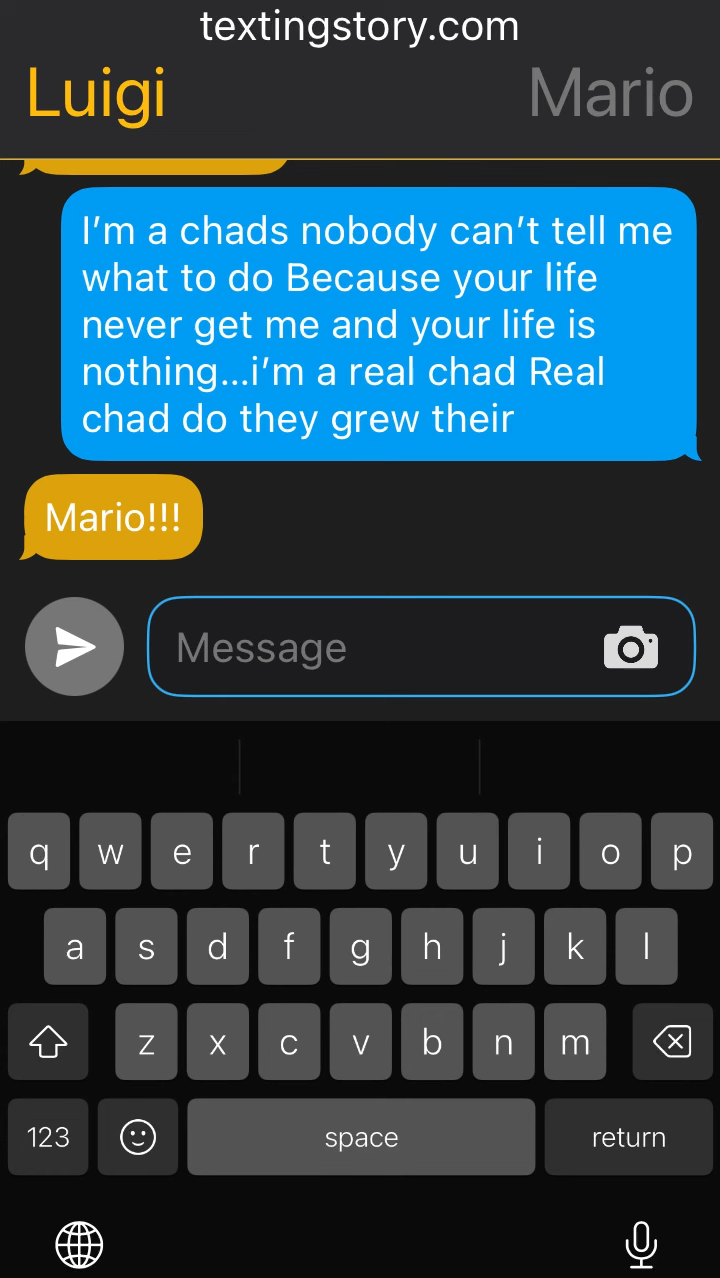 textingstory.com
Luigi Mario
I’m a chads nobody can’t tell me
what to do Because your life
never get me and your life is
nothing...i’m a real chad Real
chad do they grew their
Mario!!!
Message
q w e r t y u i o p
a s d f g h j k l
z x c v b n m
123 space return